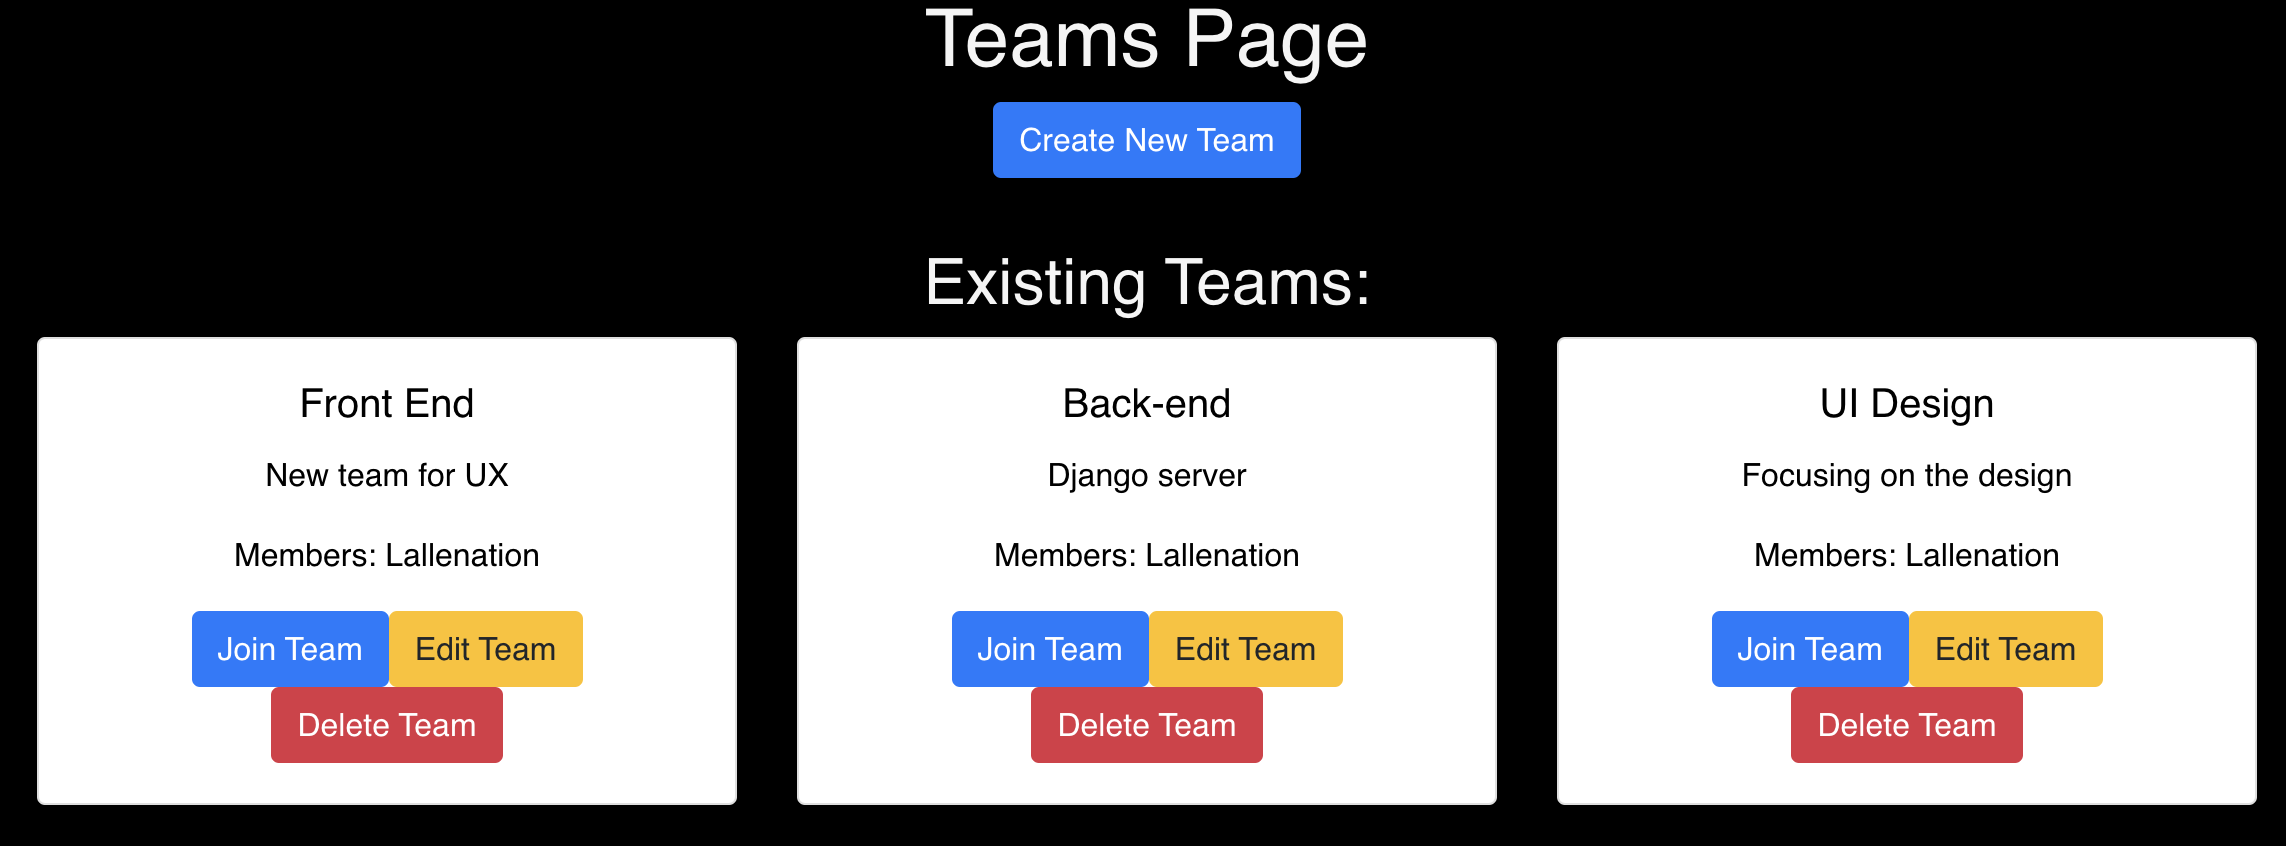 Teams Page
Create New Team
Existing Teams:
Front End
New team for UX
Members: Lallenation
Join Team Edit Team
Delete Team
Back-end
Django server
Members: Lallenation
Join Team Edit Team
Delete Team
UI Design
Focusing on the design
Members: Lallenation
Join Team Edit Team
Delete Team